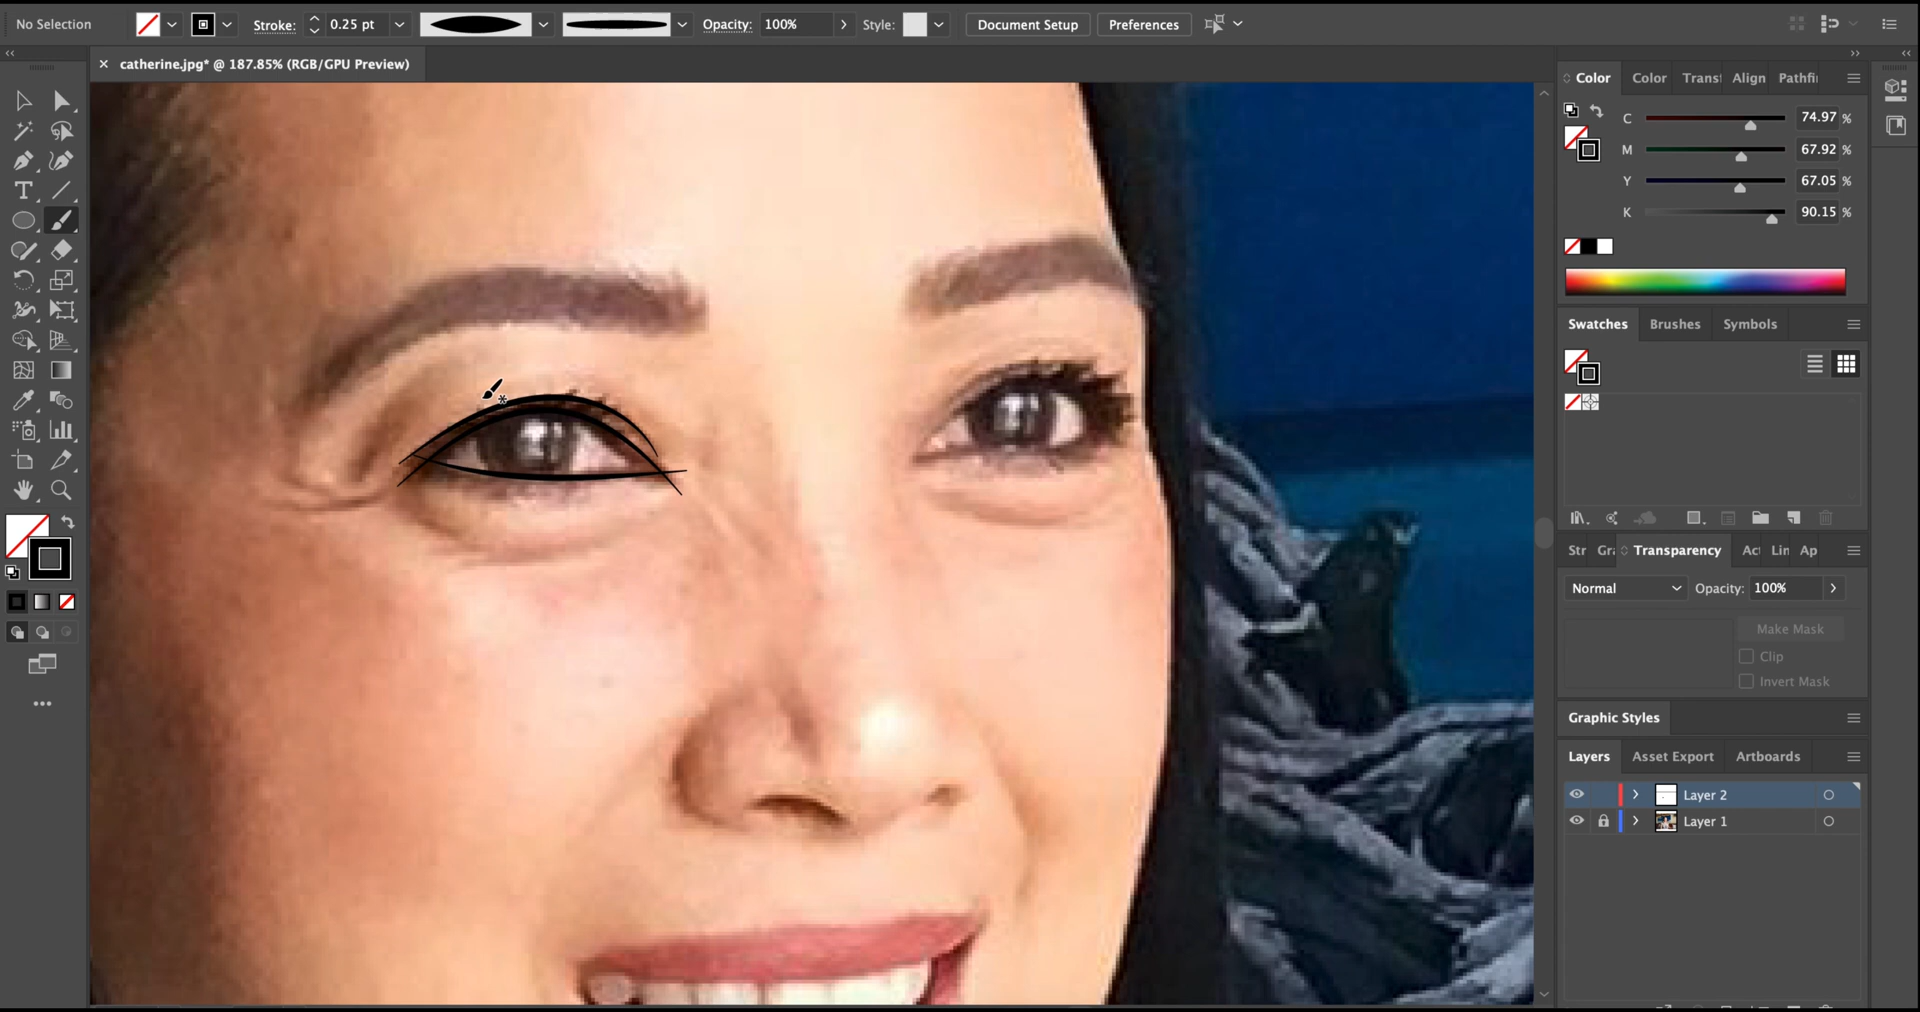 No Selection
Stroke:
0.25 pt
Opacity:
100%
Style:
Document Setup
Preferences
catherine.jpg* @ 187.85% (RGB/GPU Preview)
T
Color
Color
Trans
Align
Pathfi
C
74.97 %
M
67.92 %
Y
67.05 %
K
90.15 %
Swatches
Brushes
Symbols
Str
Gra
Transparency
Act
Lin
Ap
Normal
Opacity:
100%
Make Mask
Clip
Invert Mask
Graphic Styles
Layers
Asset Export
Artboards
Layer 2
Layer 1